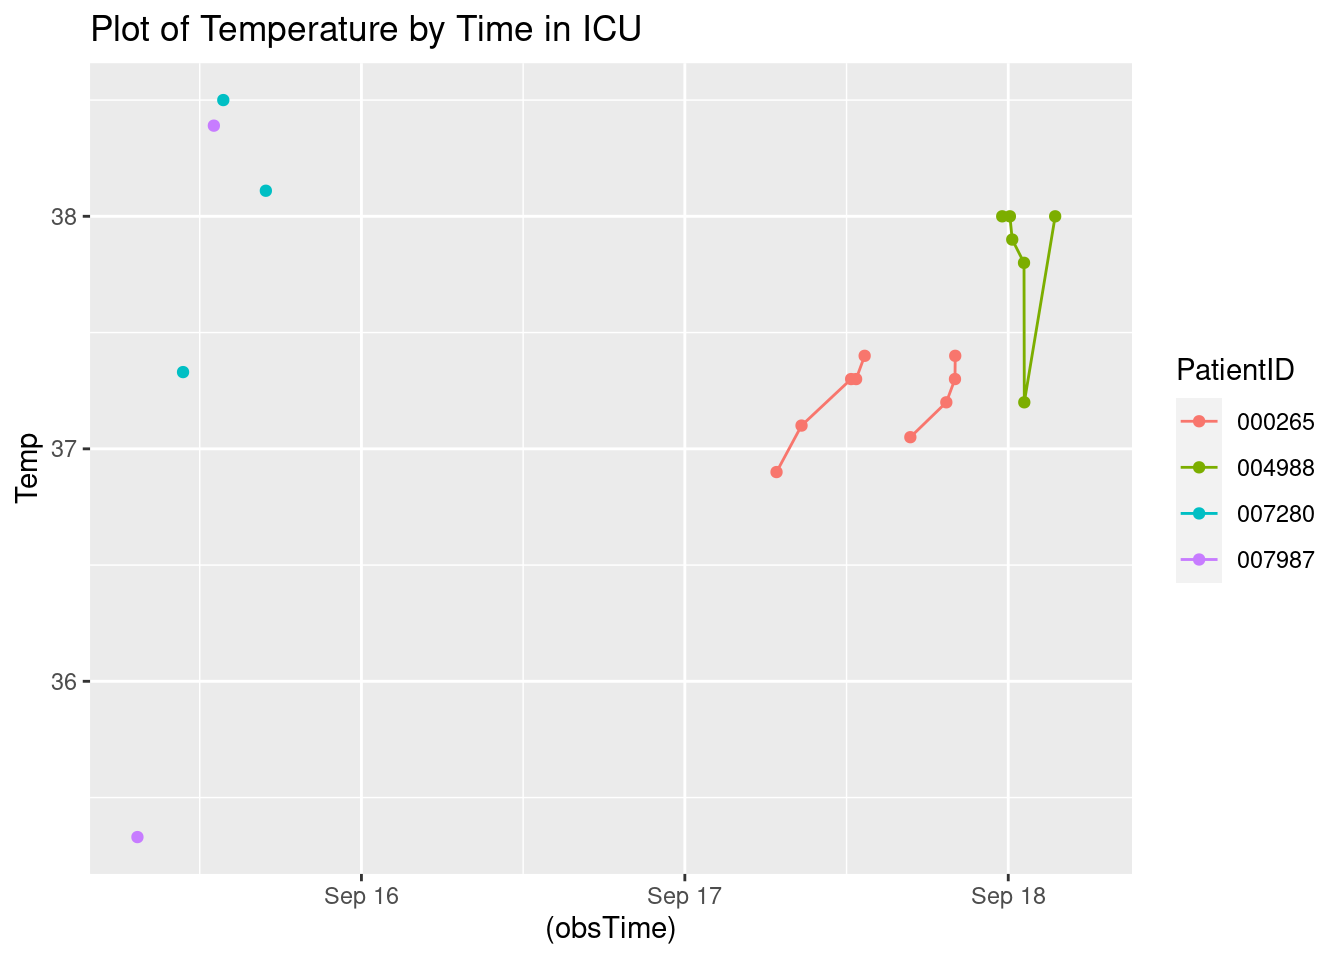 Plot of Temperature by Time in ICU
38
37
36
Temp
Sep 16
Sep 17
Sep 18
(obsTime)
PatientID
000265
004988
007280
007987